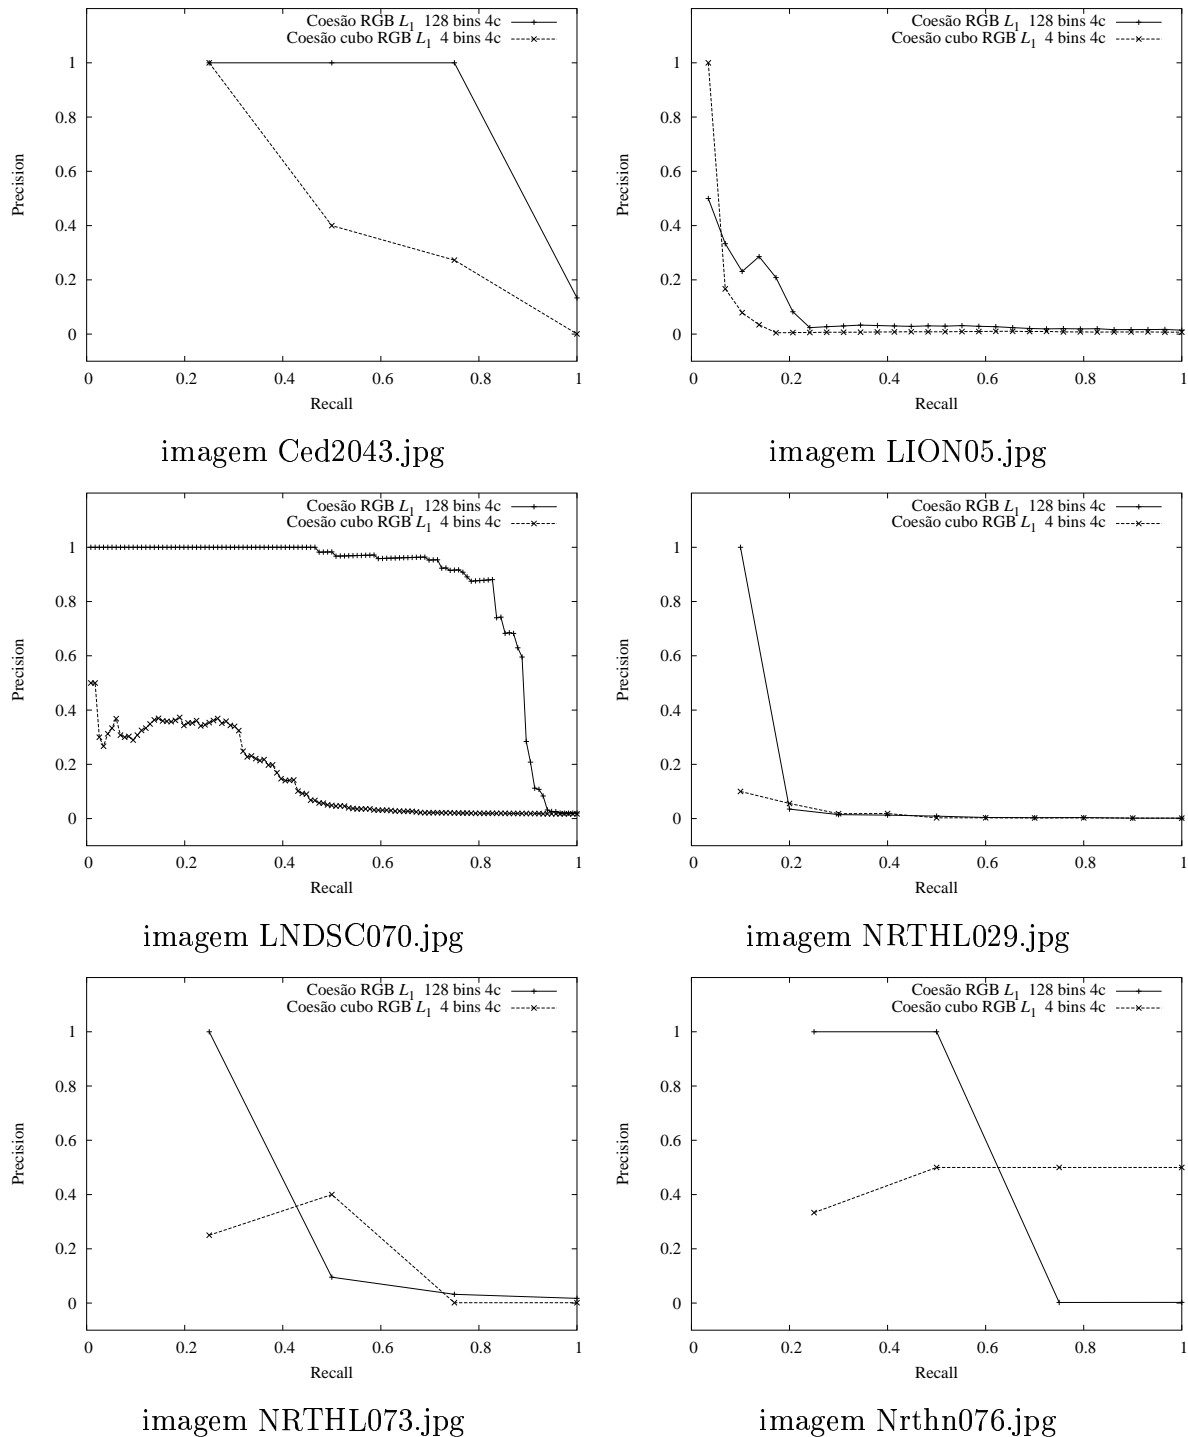 Coesão RGB L1 128 bins 4c
Coesão cubo RGB L1 4 bins 4c
1
0.8
0.6
0.4
0.2
0
Precision
0 0.2 0.4 0.6 0.8 1
Recall
imagem Ced2043.jpg
Coesão RGB L1 128 bins 4c
Coesão cubo RGB L1 4 bins 4c
1
0.8
0.6
0.4
0.2
0
Precision
0 0.2 0.4 0.6 0.8 1
Recall
imagem LION05.jpg
Coesão RGB L1 128 bins 4c
Coesão cubo RGB L1 4 bins 4c
1
0.8
0.6
0.4
0.2
0
Precision
0 0.2 0.4 0.6 0.8 1
Recall
imagem LNDSC070.jpg
Coesão RGB L1 128 bins 4c
Coesão cubo RGB L1 4 bins 4c
1
0.8
0.6
0.4
0.2
0
Precision
0 0.2 0.4 0.6 0.8 1
Recall
imagem NRTHL029.jpg
Coesão RGB L1 128 bins 4c
Coesão cubo RGB L1 4 bins 4c
1
0.8
0.6
0.4
0.2
0
Precision
0 0.2 0.4 0.6 0.8 1
Recall
imagem NRTHL073.jpg
Coesão RGB L1 128 bins 4c
Coesão cubo RGB L1 4 bins 4c
1
0.8
0.6
0.4
0.2
0
Precision
0 0.2 0.4 0.6 0.8 1
Recall
imagem Nrthn076.jpg